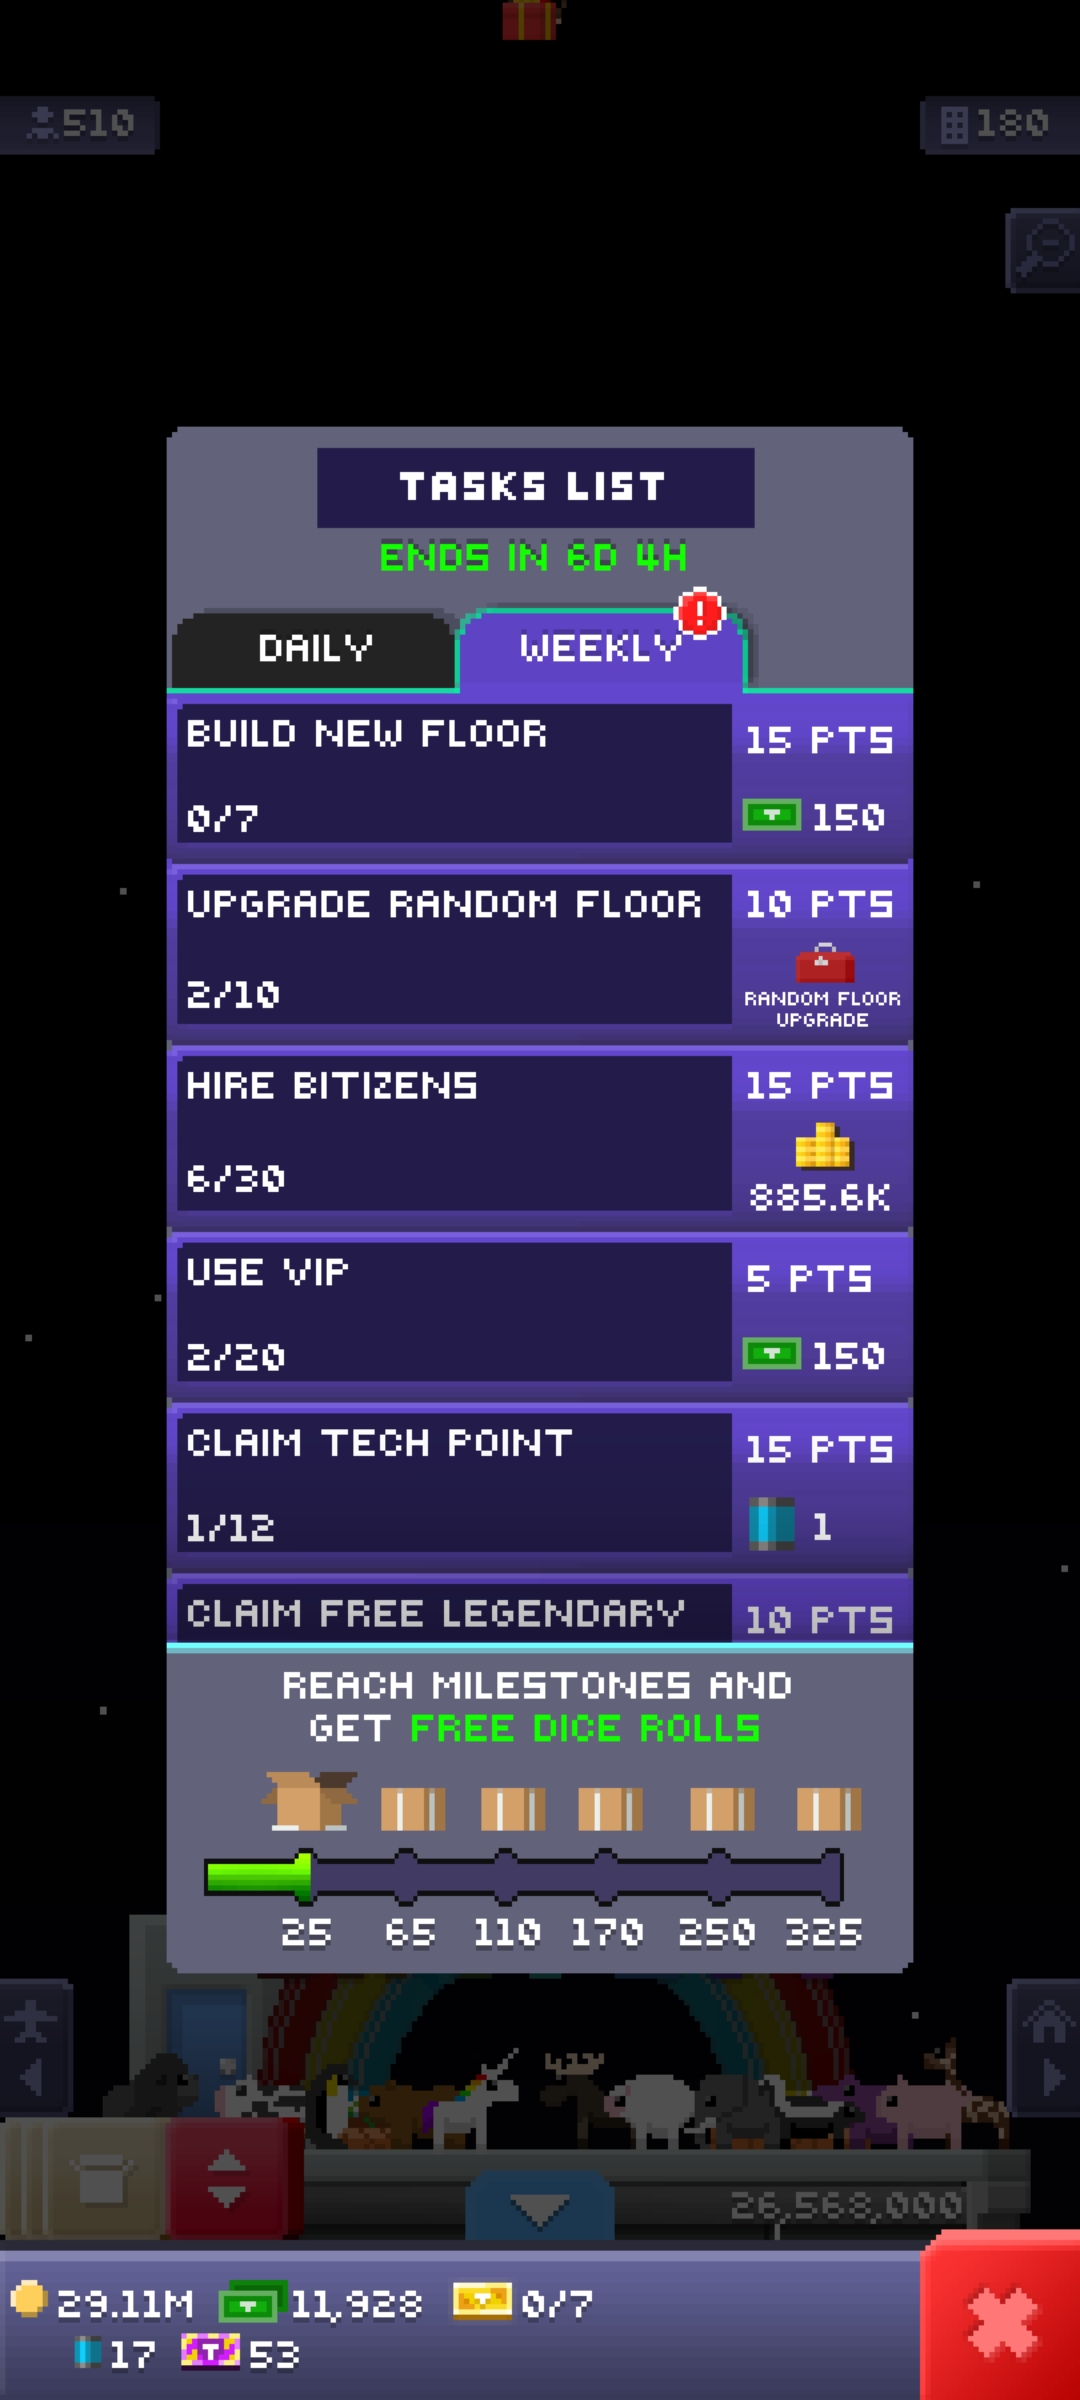 510
180
TASKS LIST
ENDS IN 6D 4H
DAILY
WEEKLY
!
BUILD NEW FLOOR
15 PTS
0/7
150
UPGRADE RANDOM FLOOR
10 PTS
2/10
RANDOM FLOOR
UPGRADE
HIRE BITIZENS
15 PTS
6/30
885.6K
USE VIP
5 PTS
2/20
150
CLAIM TECH POINT
15 PTS
1/12
1
CLAIM FREE LEGENDARY
10 PTS
REACH MILESTONES AND
GET FREE DICE ROLLS
25 65 110 170 250 325
26,568,000
29.11M 11,928 0/7
17 53